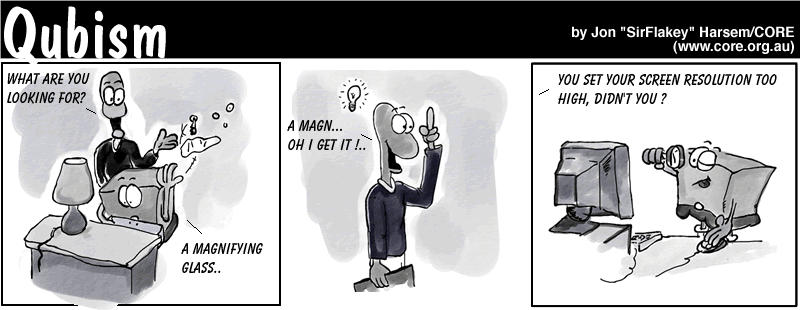 Qubism
by Jon "SirFlakey" Harsem/CORE
(www.core.org.au)
WHAT ARE YOU
LOOKING FOR?
A MAGNIFYING
GLASS..
A MAGN...
OH I GET IT !..
YOU SET YOUR SCREEN RESOLUTION TOO
HIGH, DIDN'T YOU ?